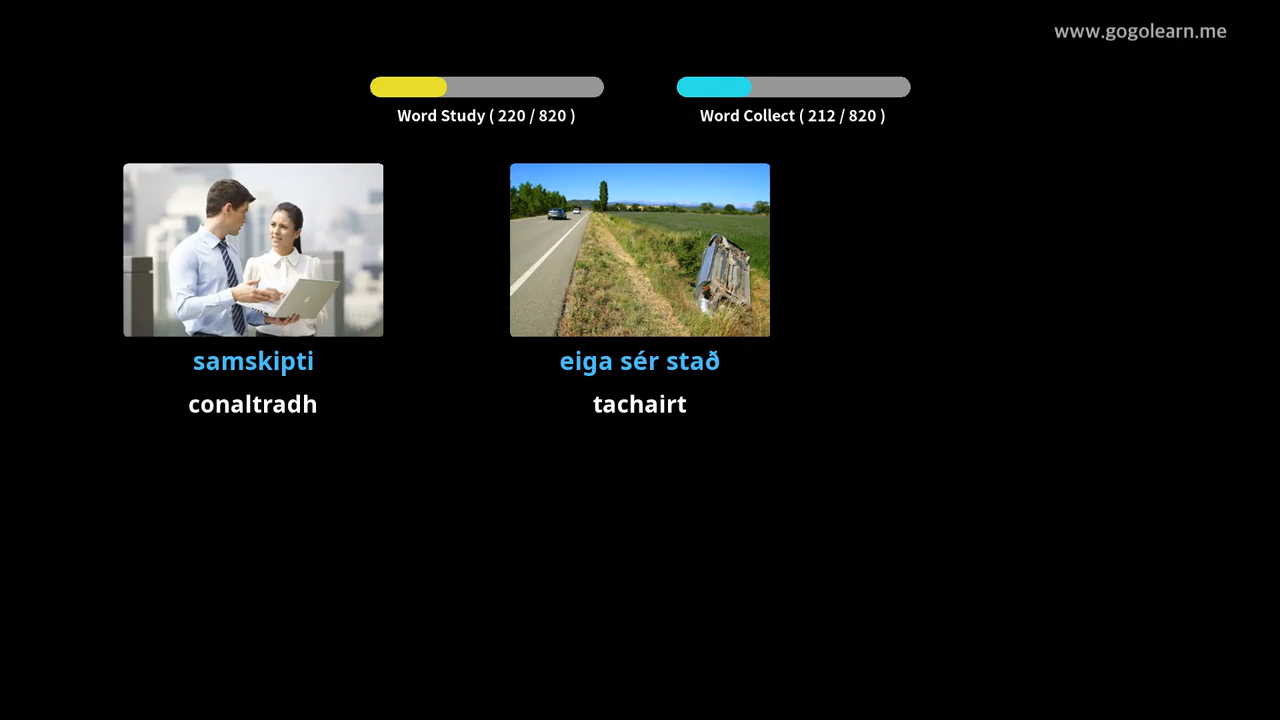 www.gogolearn.me
Word Study ( 220 / 820 )
Word Collect ( 212 / 820 )
samskipti
conaltradh
eiga sér stað
tachairt